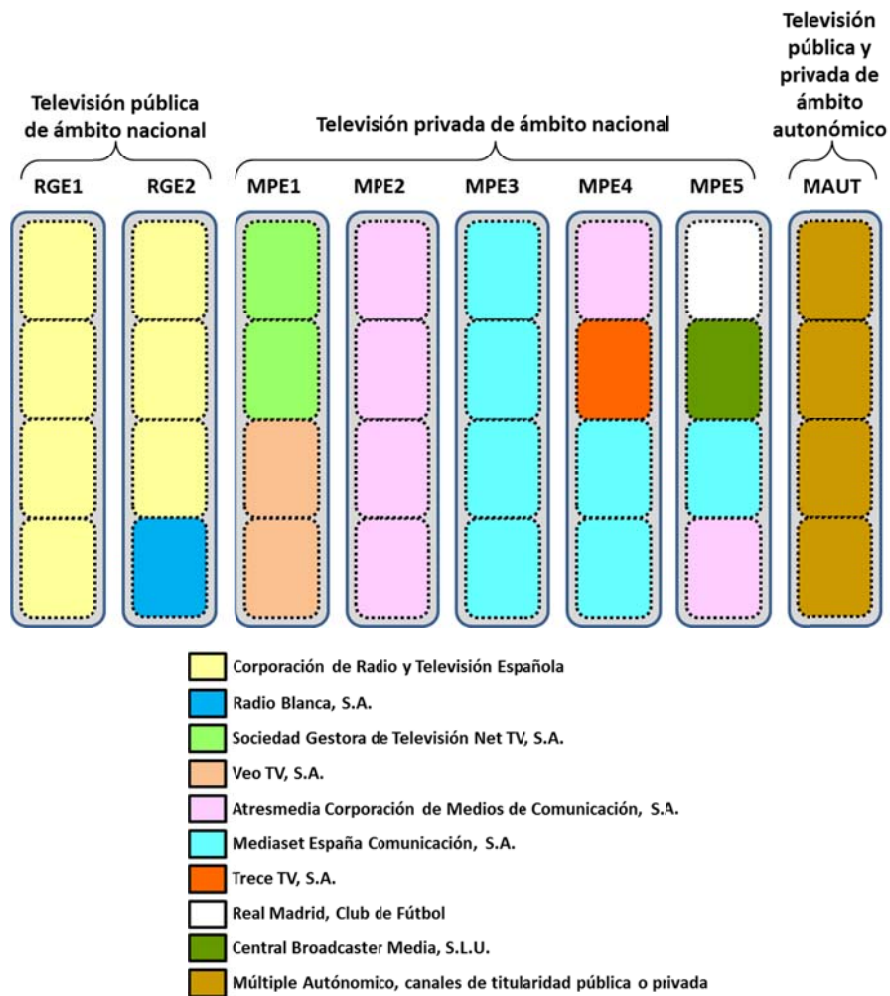 Televisión
pública y
privada de
ámbito
autonómico
Televisión pública
de ámbito nacional
Televisión privada de ámbito nacional
RGE1 RGE2 MPE1 MPE2 MPE3 MPE4 MPE5 MAUT
Corporación de Radio y Televisión Española
Radio Blanca, S.A.
Sociedad Gestora de Televisión Net TV, S.A.
Veo TV, S.A.
Atresmedia Corporación de Medios de Comunicación, S.A.
Mediaset España Comunicación, S.A.
Trece TV, S.A.
Real Madrid, Club de Fútbol
Central Broadcaster Media, S.L.U.
Múltiple Autónomico, canales de titularidad pública o privada